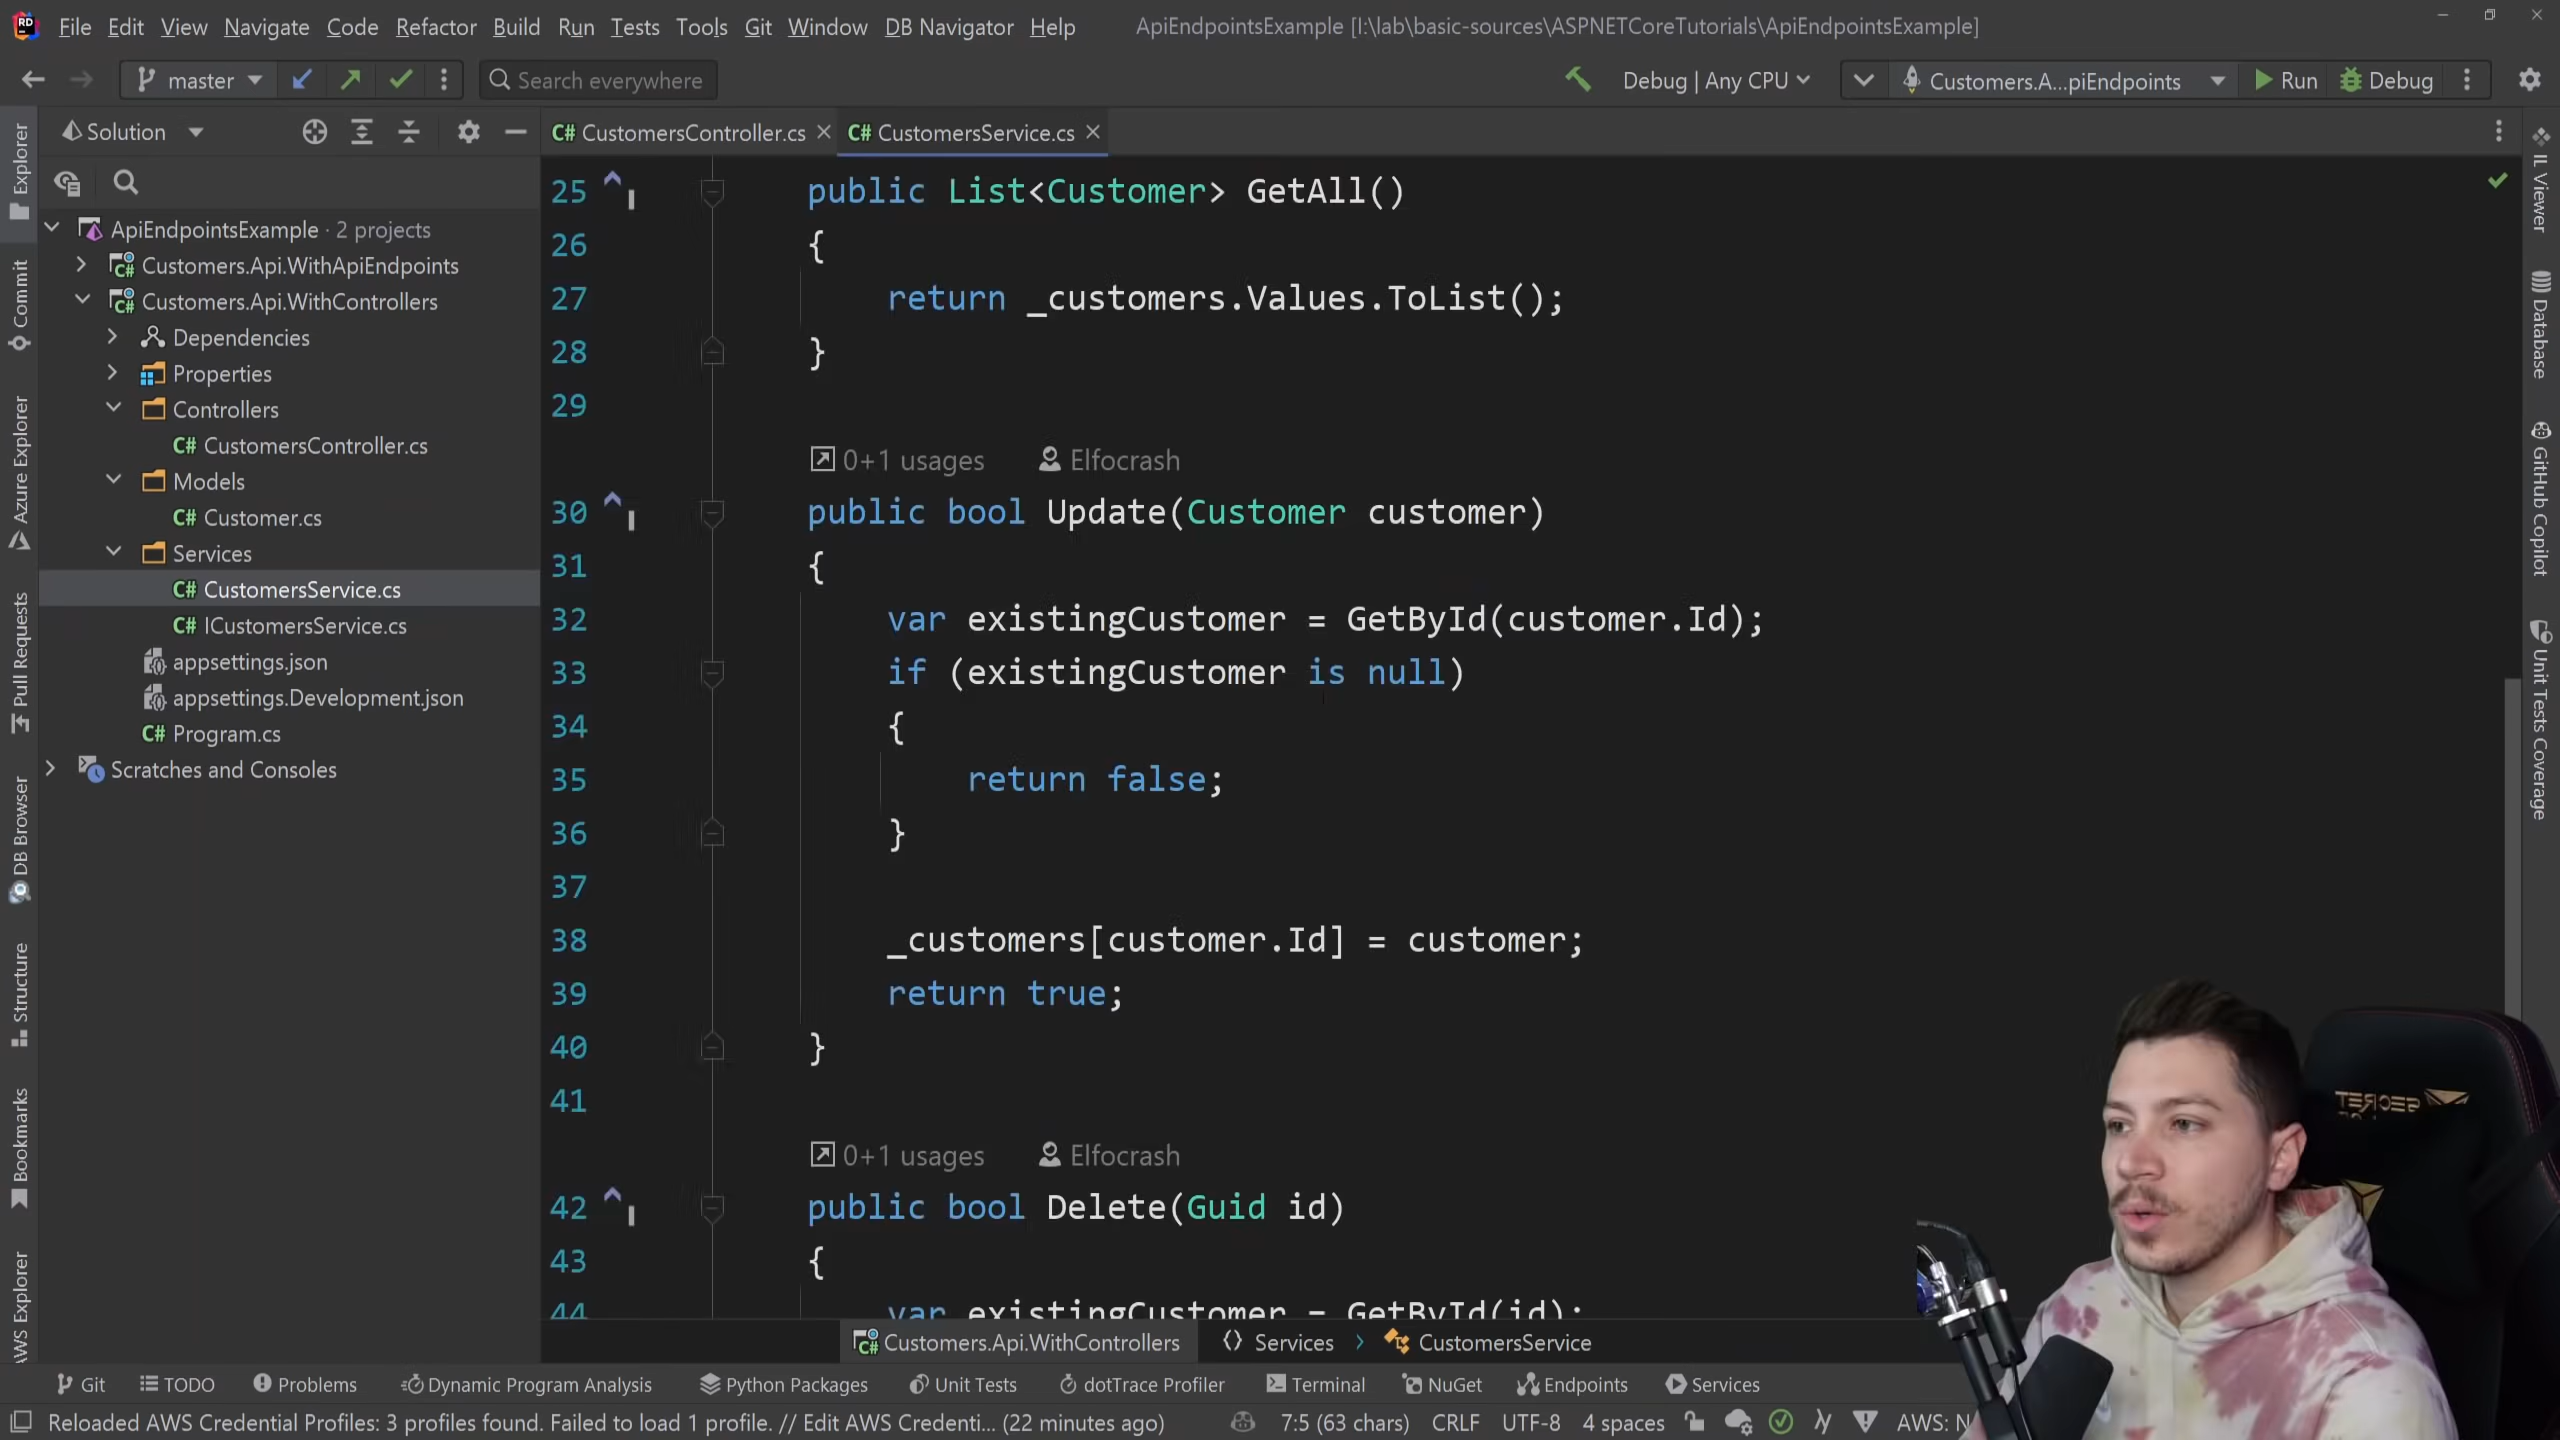 File Edit View Navigate Code Refactor Build Run Tests Tools Git Window DB Navigator Help ApiEndpointsExample [I:\lab\basic-sources\ASPNETCoreTutorials\ApiEndpointsExample]
master Search everywhere Debug | Any CPU Customers.A...piEndpoints Run Debug
Solution
CustomersController.cs
CustomersService.cs
Explorer
Commit
Azure Explorer
Pull Requests
DB Browser
Structure
Bookmarks
AWS Explorer
ApiEndpointsExample · 2 projects
Customers.Api.WithApiEndpoints
Customers.Api.WithControllers
Dependencies
Properties
Controllers
C# CustomersController.cs
Models
C# Customer.cs
Services
C# CustomersService.cs
C# ICustomersService.cs
appsettings.json
appsettings.Development.json
C# Program.cs
Scratches and Consoles
25 public List<Customer> GetAll()
26 {
27 return _customers.Values.ToList();
28 }
29
0+1 usages Elfocrash
30 public bool Update(Customer customer)
31 {
32 var existingCustomer = GetById(customer.Id);
33 if (existingCustomer is null)
34 {
35 return false;
36 }
37
38 _customers[customer.Id] = customer;
39 return true;
40 }
41
0+1 usages Elfocrash
42 public bool Delete(Guid id)
43 {
44 var existingCustomer = GetById(id);
IL Viewer
Database
GitHub Copilot
Unit Tests Coverage
SECRET
Customers.Api.WithControllers Services CustomersService
Git TODO Problems Dynamic Program Analysis Python Packages Unit Tests dotTrace Profiler Terminal NuGet Endpoints Services
Reloaded AWS Credential Profiles: 3 profiles found. Failed to load 1 profile. // Edit AWS Credenti... (22 minutes ago) 7:5 (63 chars) CRLF UTF-8 4 spaces AWS: N